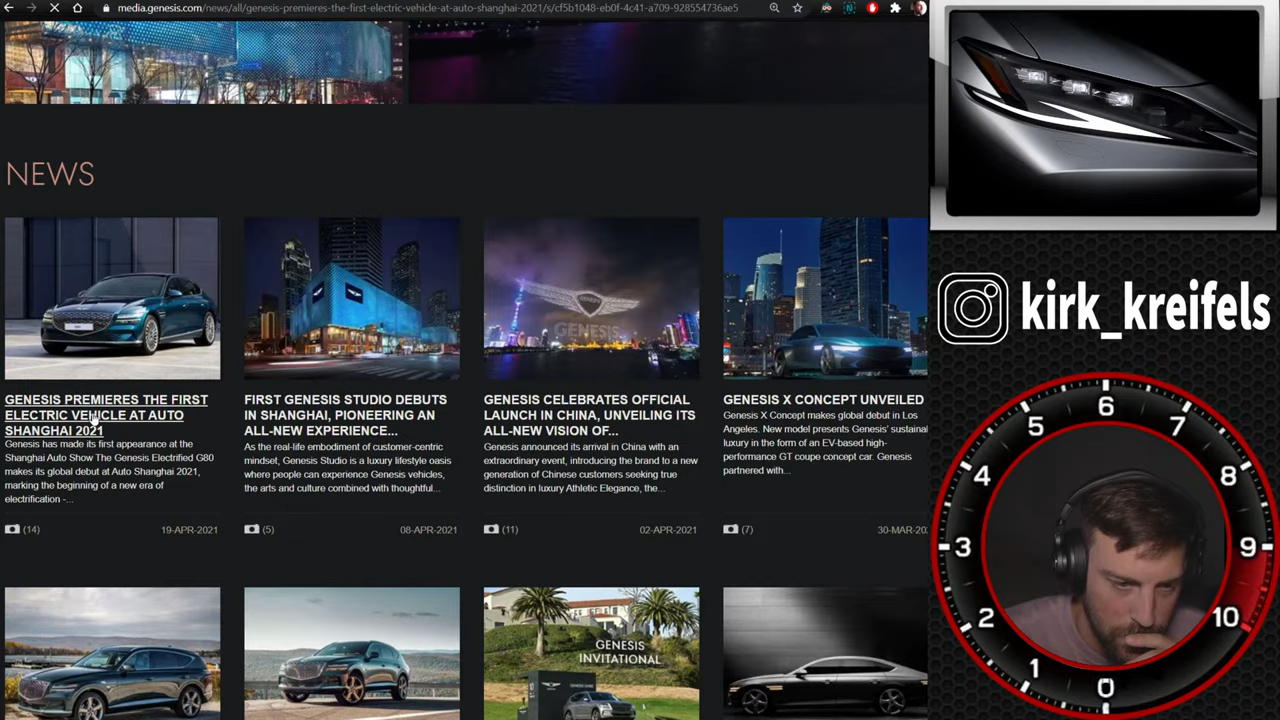 media.genesis.com/news/all/genesis-premieres-the-first-electric-vehicle-at-auto-shanghai-2021/s/cf5b1048-eb0f-4c41-a709-928554736ae5
NEWS
GENESIS
GENESIS PREMIERES THE FIRST
ELECTRIC VEHICLE AT AUTO
SHANGHAI 2021
Genesis has made its first appearance at the
Shanghai Auto Show The Genesis Electrified G80
makes its global debut at Auto Shanghai 2021,
marking the beginning of a new era of
electrification -...
(14)
19-APR-2021
FIRST GENESIS STUDIO DEBUTS
IN SHANGHAI, PIONEERING AN
ALL-NEW EXPERIENCE...
As the real-life embodiment of customer-centric
mindset, Genesis Studio is a luxury lifestyle oasis
where people can experience Genesis vehicles,
the arts and culture combined with thoughtful...
(5)
08-APR-2021
GENESIS CELEBRATES OFFICIAL
LAUNCH IN CHINA, UNVEILING ITS
ALL-NEW VISION OF...
Genesis announced its arrival in China with an
extraordinary event, introducing the brand to a new
generation of Chinese customers seeking true
distinction in luxury Athletic Elegance, the...
(11)
02-APR-2021
GENESIS X CONCEPT UNVEILED
Genesis X Concept makes global debut in Los
Angeles. New model presents Genesis' sustainal
luxury in the form of an EV-based high-
performance GT coupe concept car. Genesis
partnered with...
(7)
30-MAR-202
GENESIS
INVITATIONAL
kirk_kreifels
0
1
2
3
4
5
6
7
8
9
10